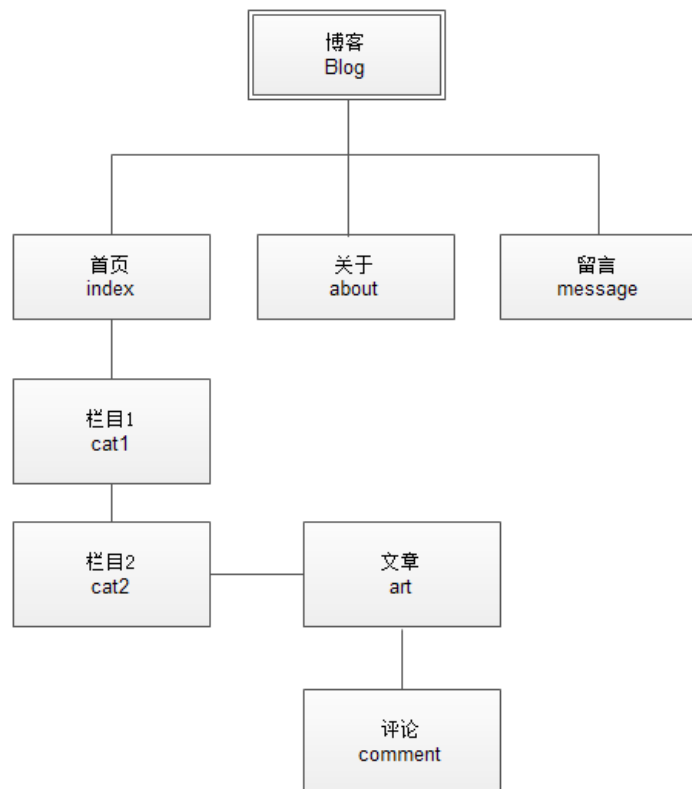 博客
Blog
首页
index
关于
about
留言
message
栏目1
cat1
栏目2
cat2
文章
art
评论
comment